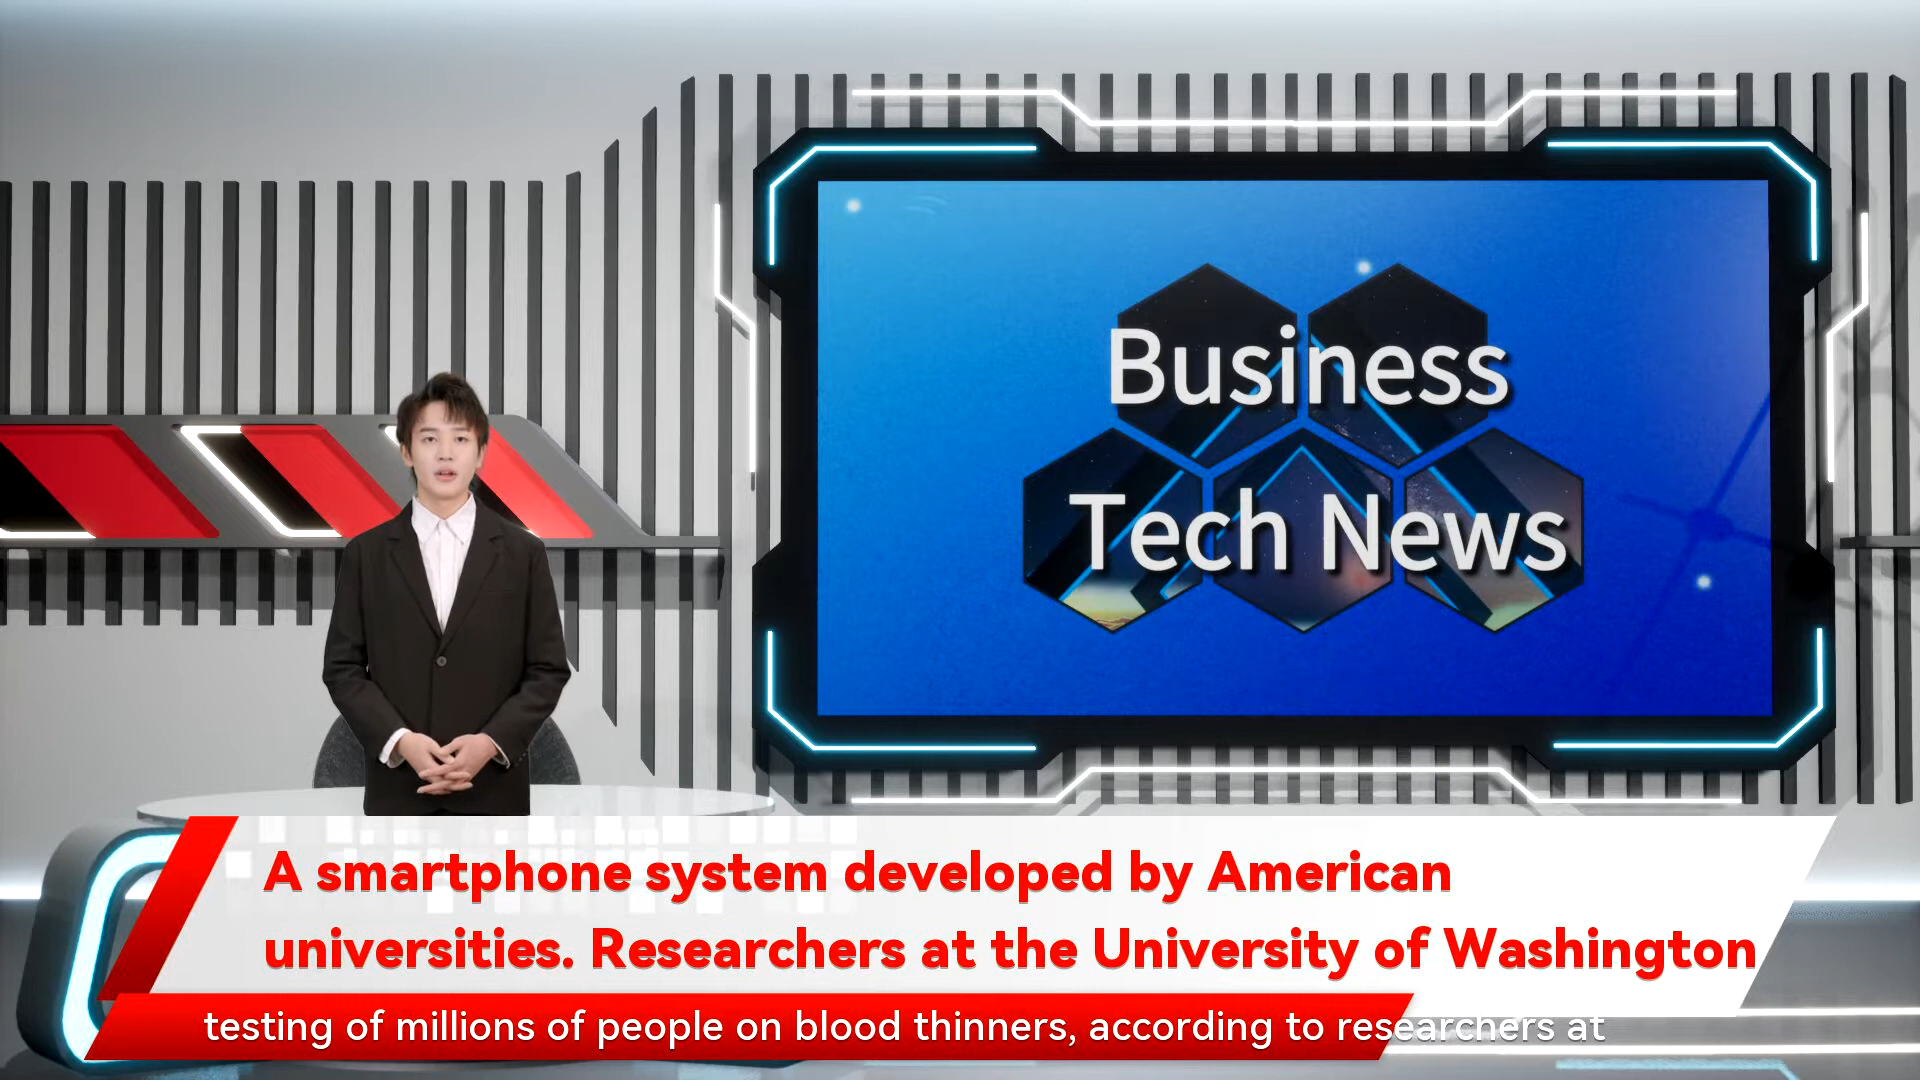 Business
Tech News
A smartphone system developed by American
universities. Researchers at the University of Washington
testing of millions of people on blood thinners, according to researchers at